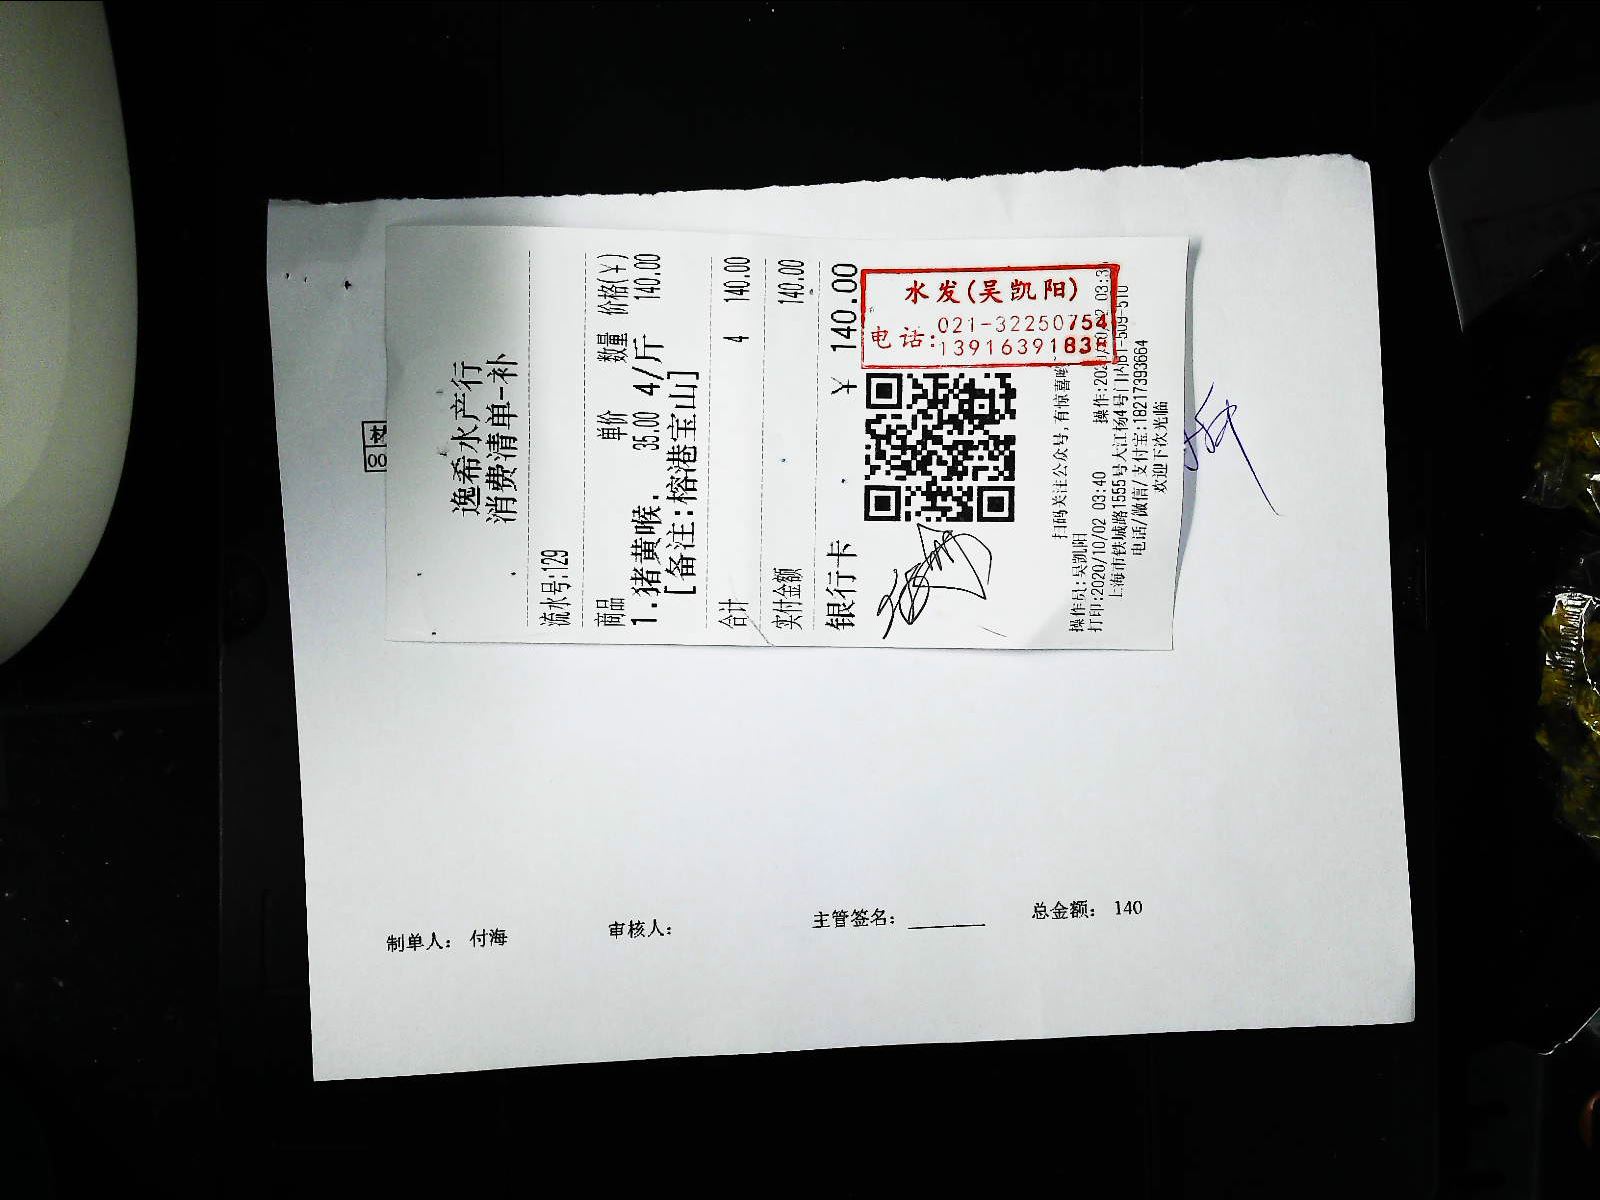 逸希水产行
消费清单-补
流水号:129
商品 单价 数量 价格(¥)
1.猪黄喉. 35.00 4/斤 140.00
[备注:榕港宝山]
合计 4 140.00
实付金额 140.00
银行卡 ¥ 140.00
水发(吴凯阳)
电话:021-32250754
1391639183
扫码关注公众号,有惊喜哟
操作员:吴凯阳
打印:2020/10/02 03:40 操作:
上海市铁城路1555号大江杨4号门内
电话/微信/支付宝:18217393664
欢迎下次光临
制单人: 付海 审核人: 主管签名: 总金额: 140